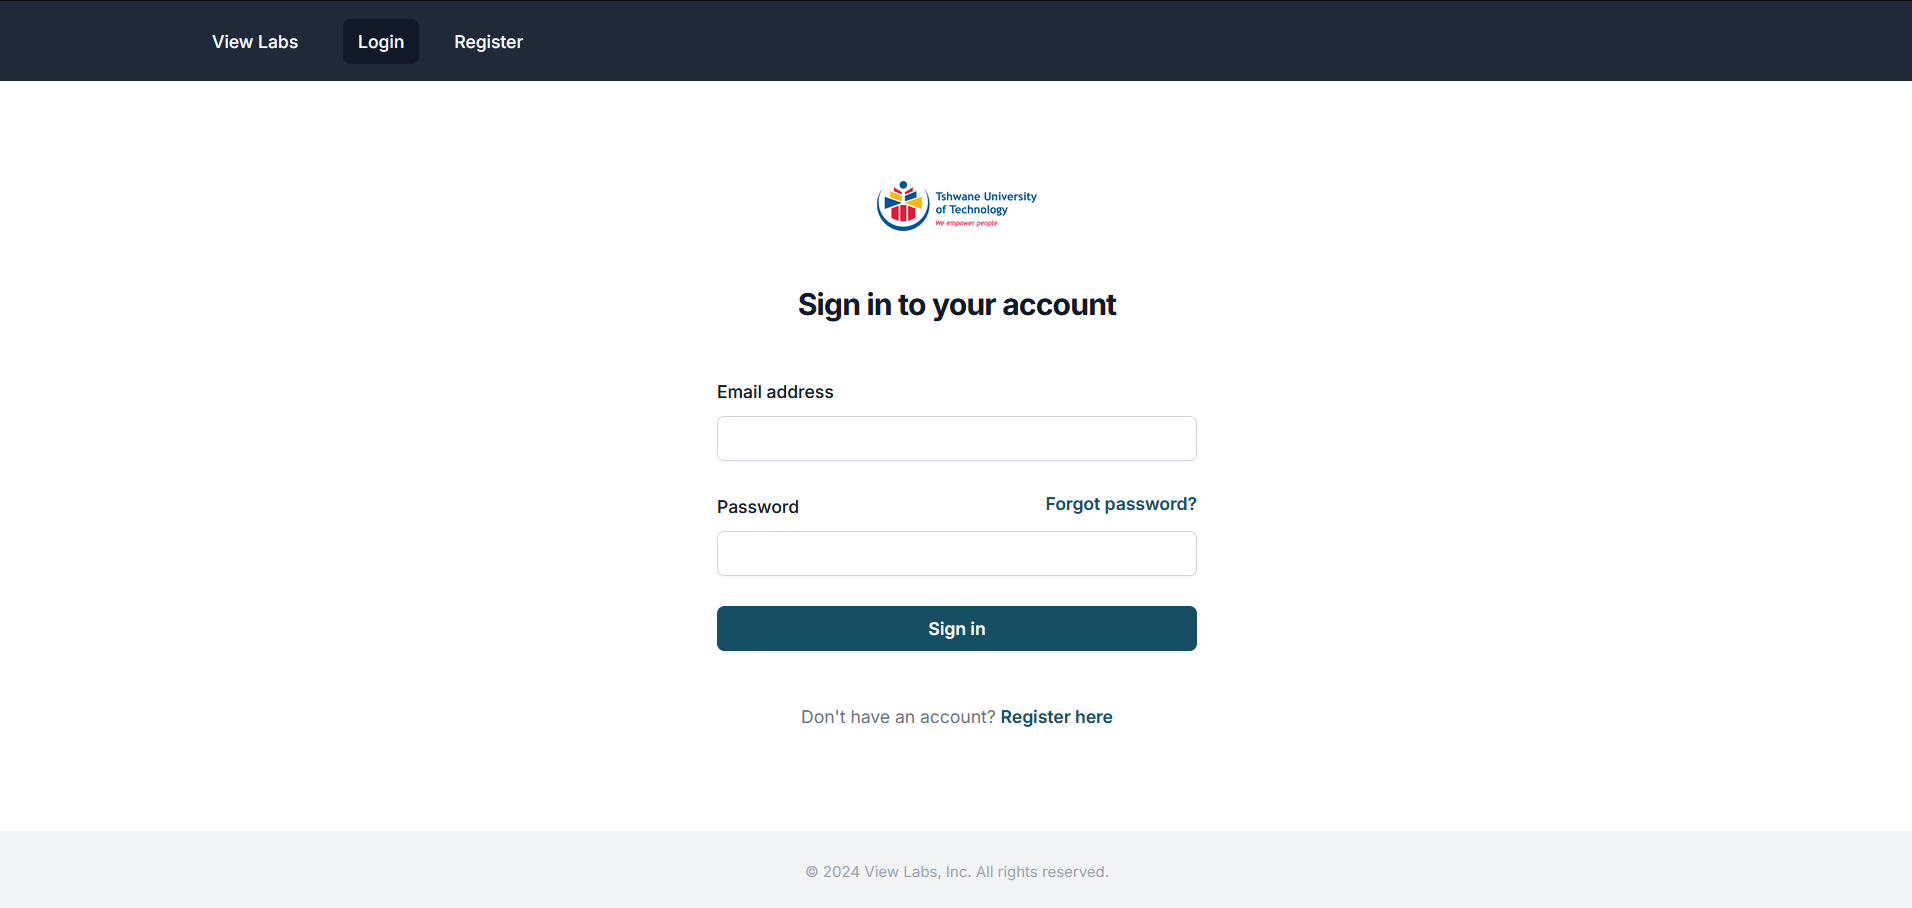 View Labs
Login
Register
Tshwane University
of Technology
We empower people
Sign in to your account
Email address
Password
Forgot password?
Sign in
Don't have an account? Register here
© 2024 View Labs, Inc. All rights reserved.